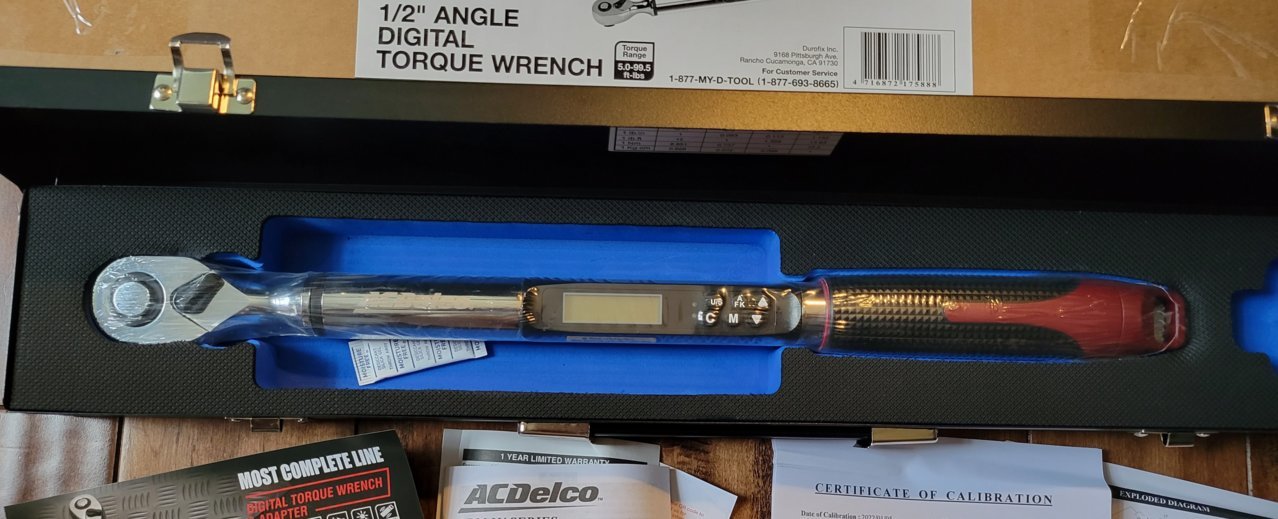 1/2" ANGLE
DIGITAL
TORQUE WRENCH
Torque
Range
5.0-99.5
ft-lbs
Durofix Inc.
9168 Pittsburgh Ave.
Rancho Cucamonga, CA 91730
For Customer Service
1-877-MY-D-TOOL (1-877-693-8665)
4 716872 175888
C M
MOST COMPLETE LINE
DIGITAL TORQUE WRENCH
ADAPTER
1 YEAR LIMITED WARRANTY
ACDelco
CERTIFICATE OF CALIBRATION
Date of Calibration :
EXPLODED DIAGRAM